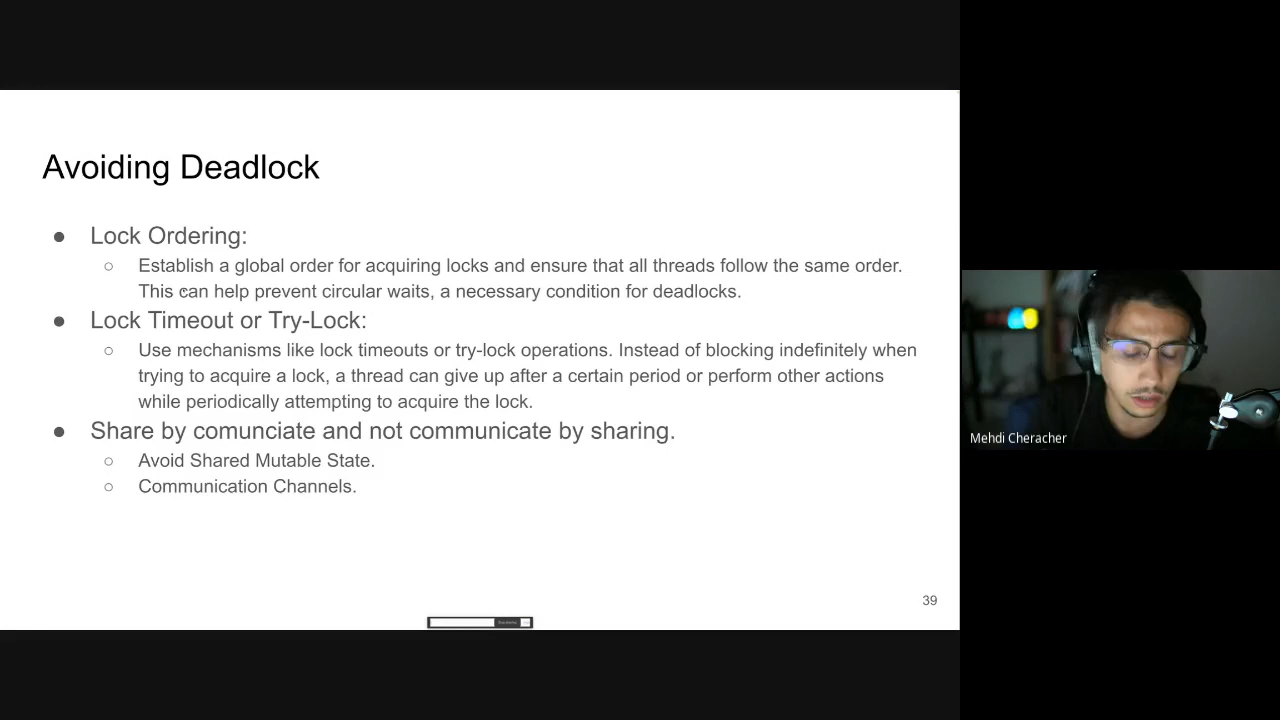 Avoiding Deadlock
● Lock Ordering:
○ Establish a global order for acquiring locks and ensure that all threads follow the same order.
This can help prevent circular waits, a necessary condition for deadlocks.
● Lock Timeout or Try-Lock:
○ Use mechanisms like lock timeouts or try-lock operations. Instead of blocking indefinitely when
trying to acquire a lock, a thread can give up after a certain period or perform other actions
while periodically attempting to acquire the lock.
● Share by comunciate and not communicate by sharing.
○ Avoid Shared Mutable State.
○ Communication Channels.
39
Mehdi Cheracher